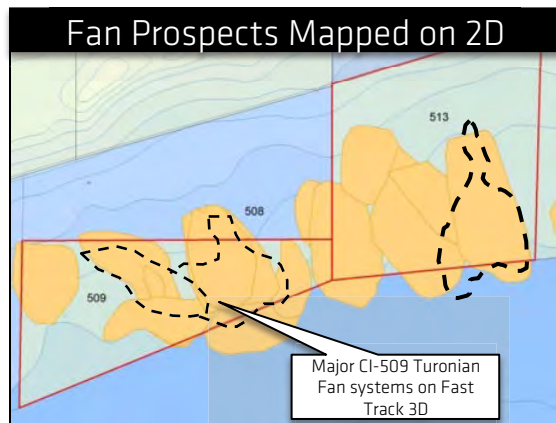 Fan Prospects Mapped on 2D
513
508
509
Major CI-509 Turonian
Fan systems on Fast
Track 3D